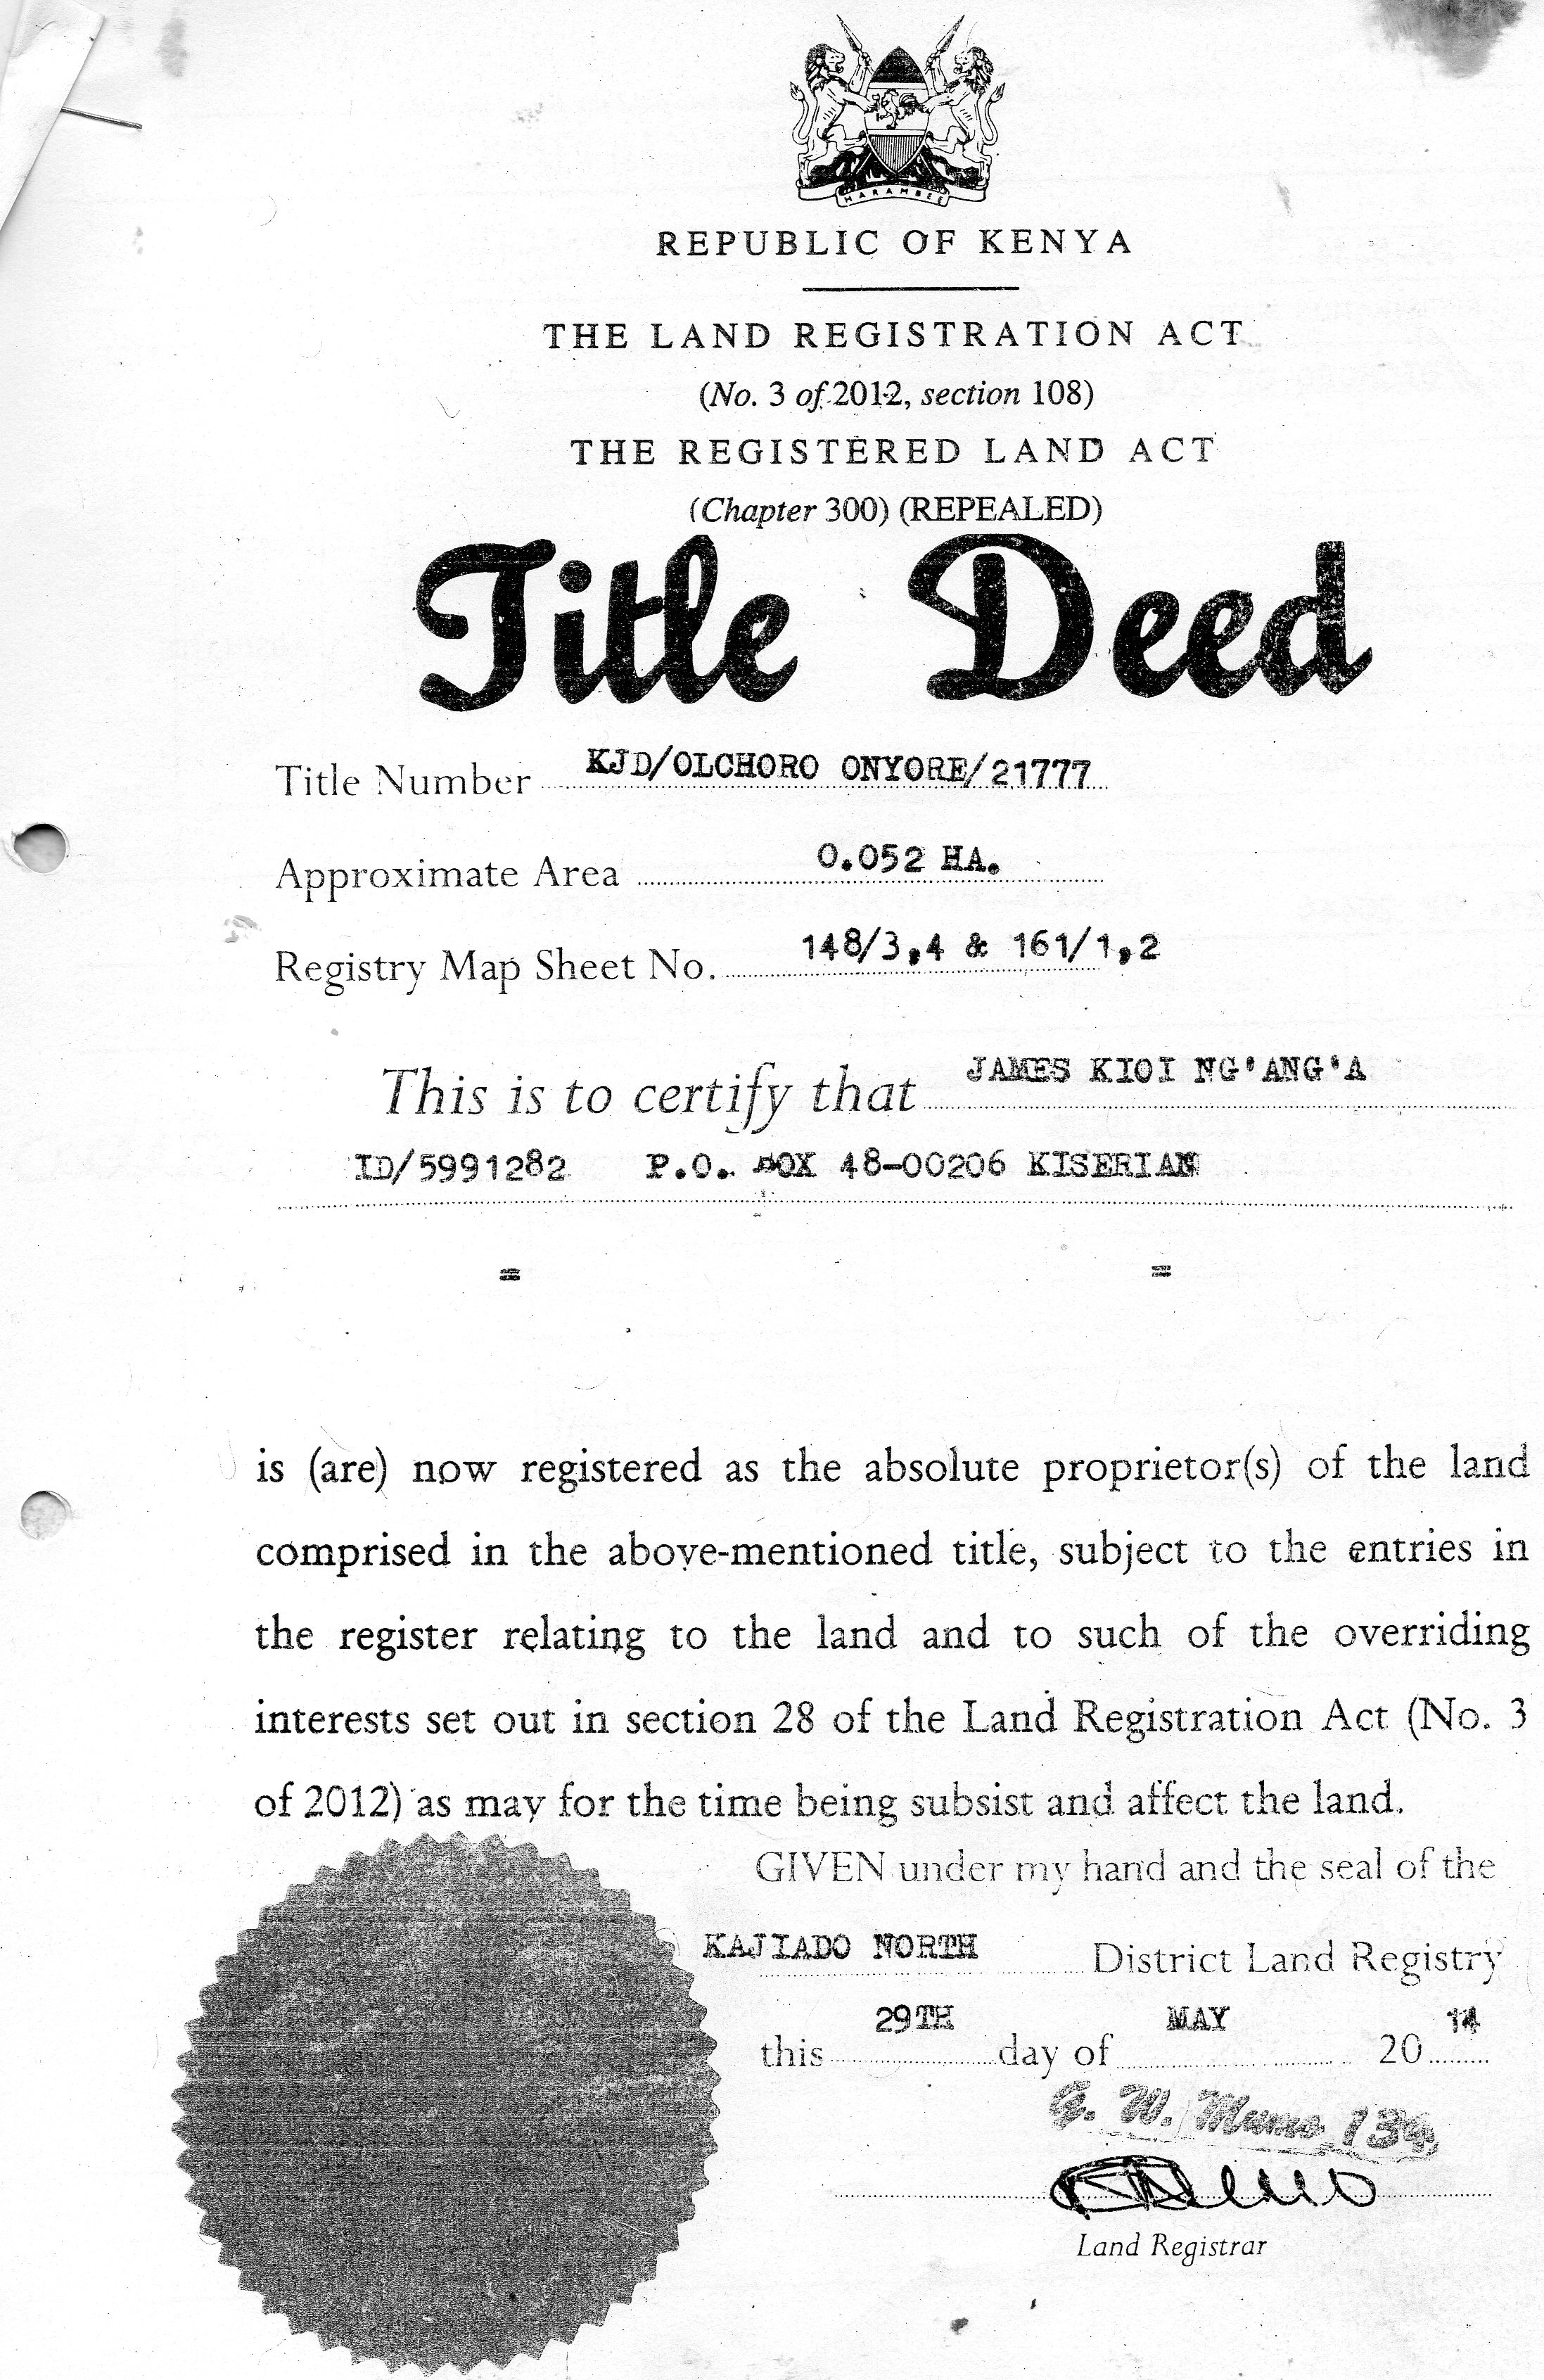 HARAMBEE
REPUBLIC OF KENYA
THE LAND REGISTRATION ACT
(No. 3 of 2012, section 108)
THE REGISTERED LAND ACT
(Chapter 300) (REPEALED)
Title Deed
Title Number KJD/OLCHORO ONYORE/21777
Approximate Area 0.052 HA.
Registry Map Sheet No. 148/3,4 & 161/1,2
This is to certify that JAMES KIOI NG'ANG'A
ID/5991282 P.O. BOX 48-00206 KISERIAN
= =
is (are) now registered as the absolute proprietor(s) of the land
comprised in the above-mentioned title, subject to the entries in
the register relating to the land and to such of the overriding
interests set out in section 28 of the Land Registration Act (No. 3
of 2012) as may for the time being subsist and affect the land.
GIVEN under my hand and the seal of the
KAJIADO NORTH District Land Registry
this 29TH day of MAY 20 14
G. W. Mumo
Land Registrar